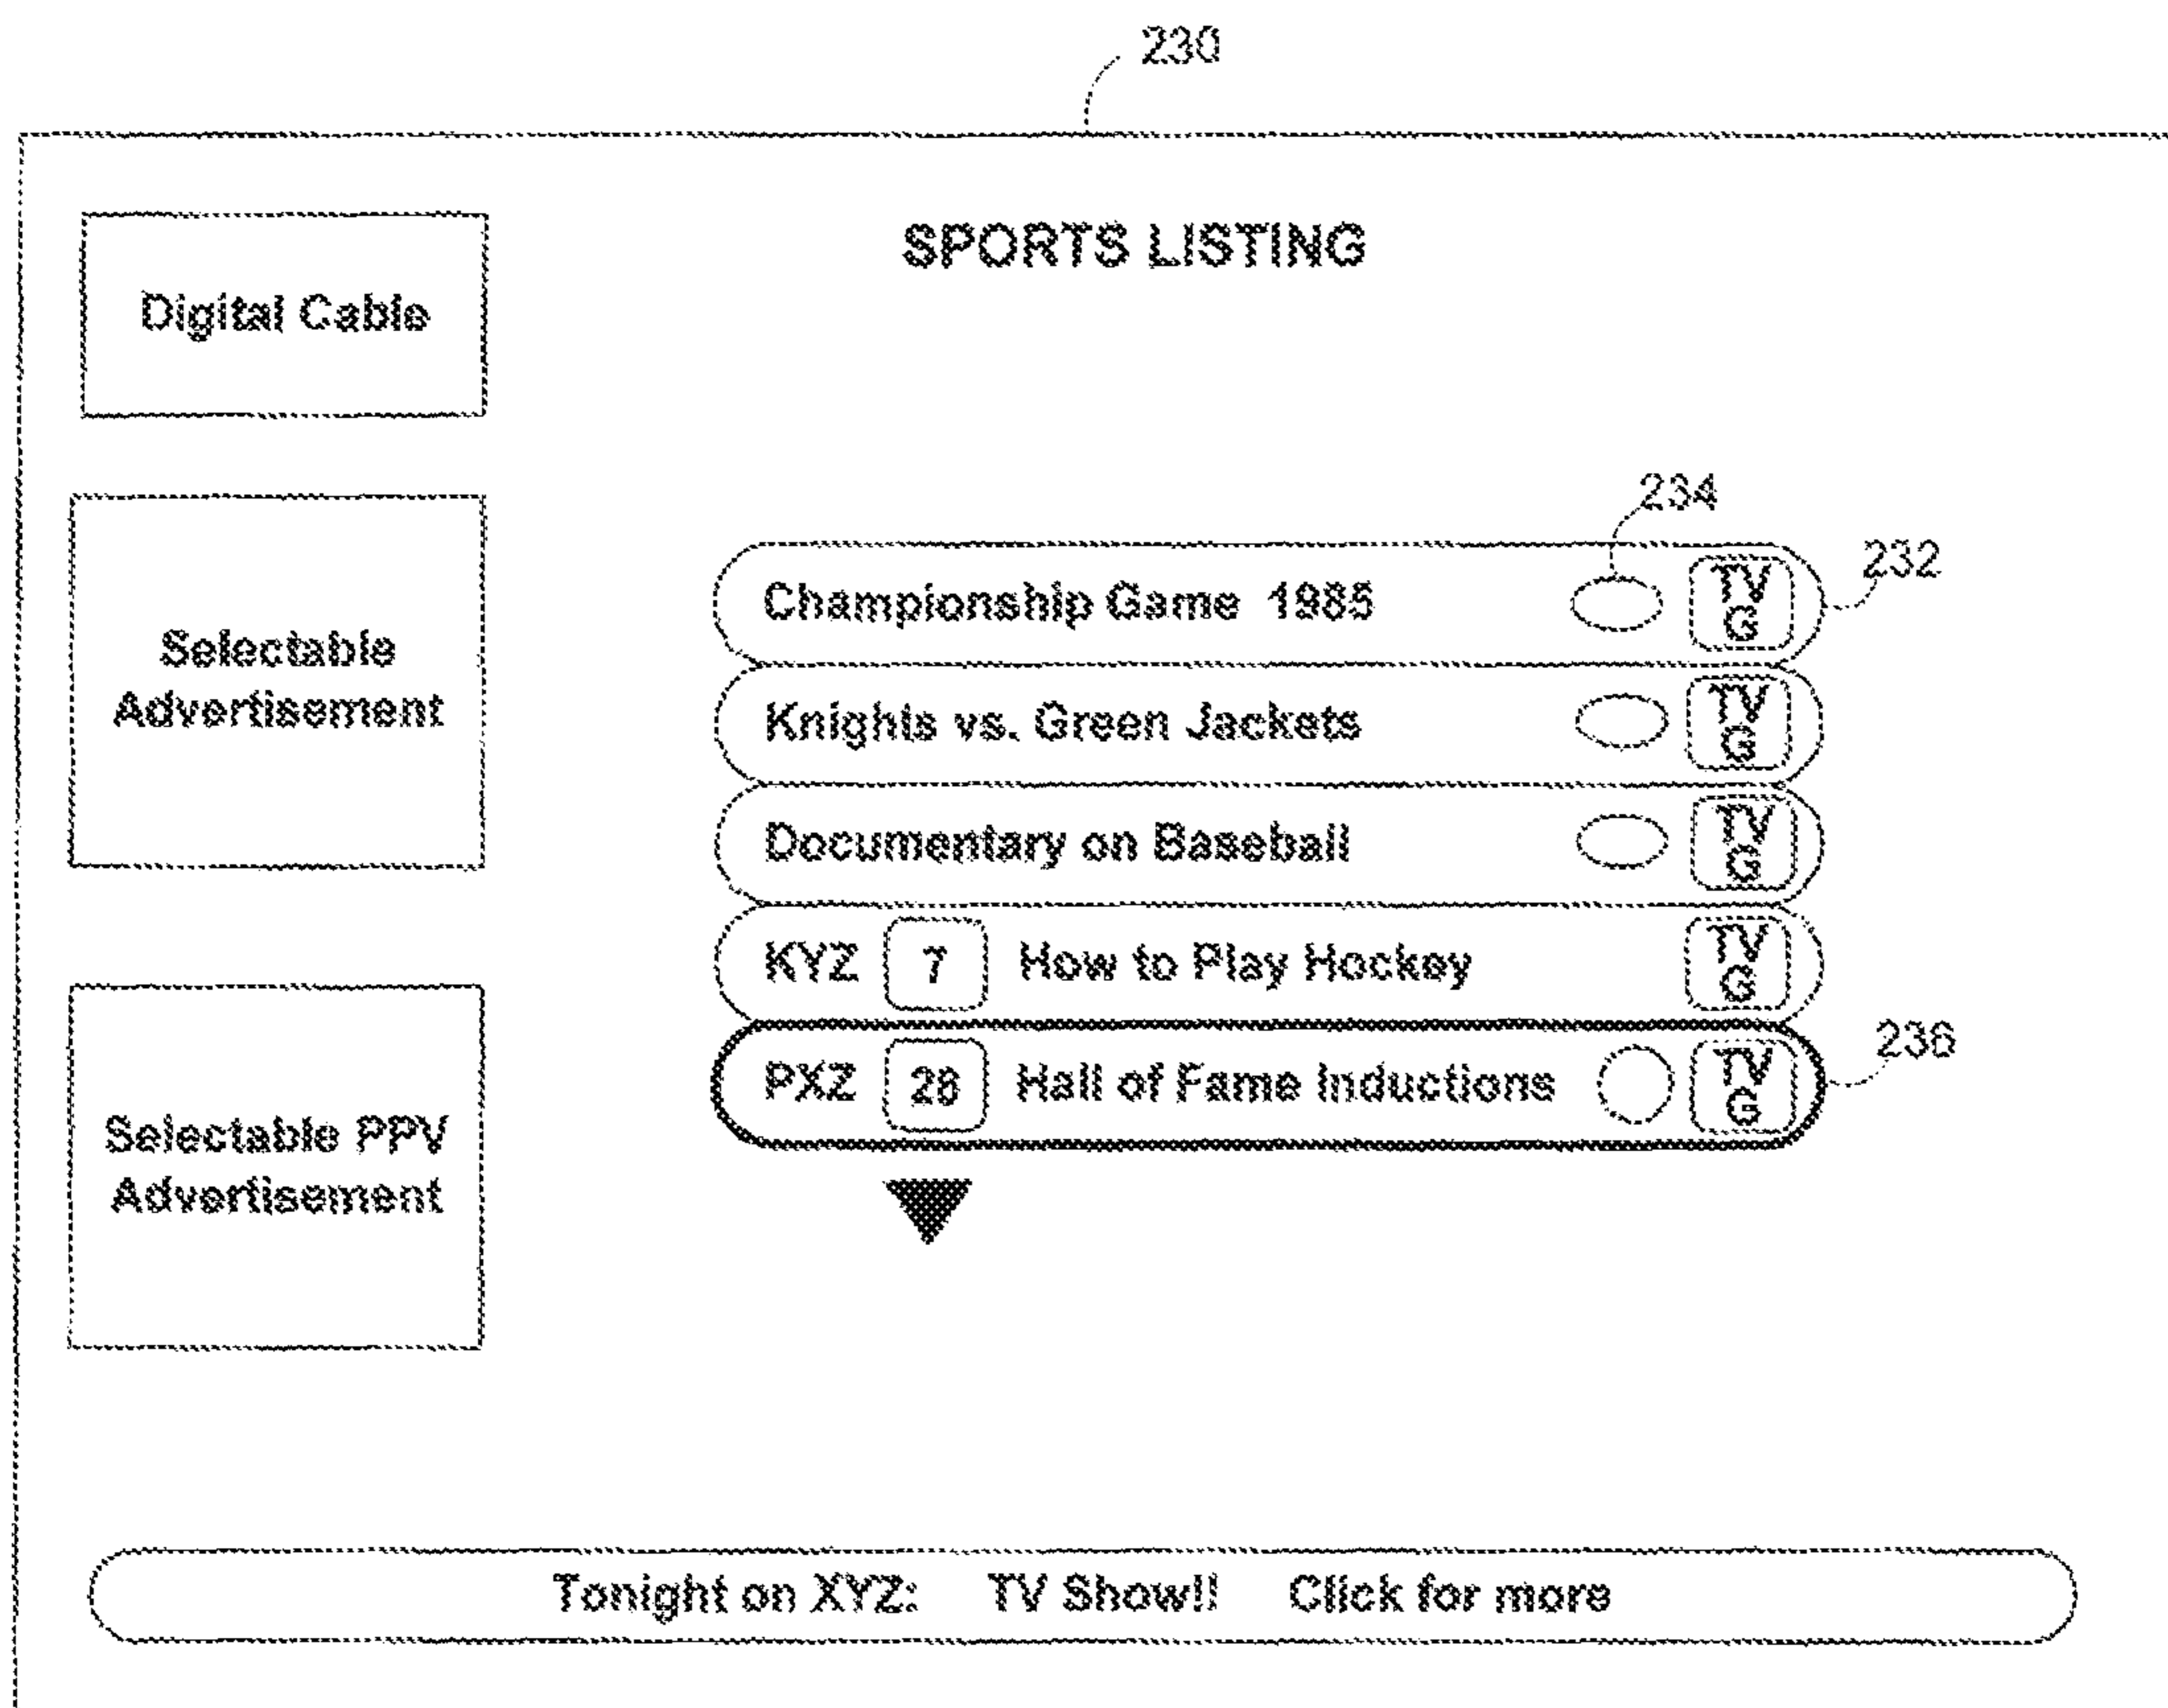 230
SPORTS LISTING
Digital Cable
Selectable
Advertisement
Selectable PPV
Advertisement
234
232
Championship Game 1985 TV G
Knights vs. Green Jackets TV G
Documentary on Baseball TV G
KYZ 7 How to Play Hockey TV G
236
PXZ 28 Hall of Fame Inductions TV G
Tonight on XYZ: TV Show!! Click for more